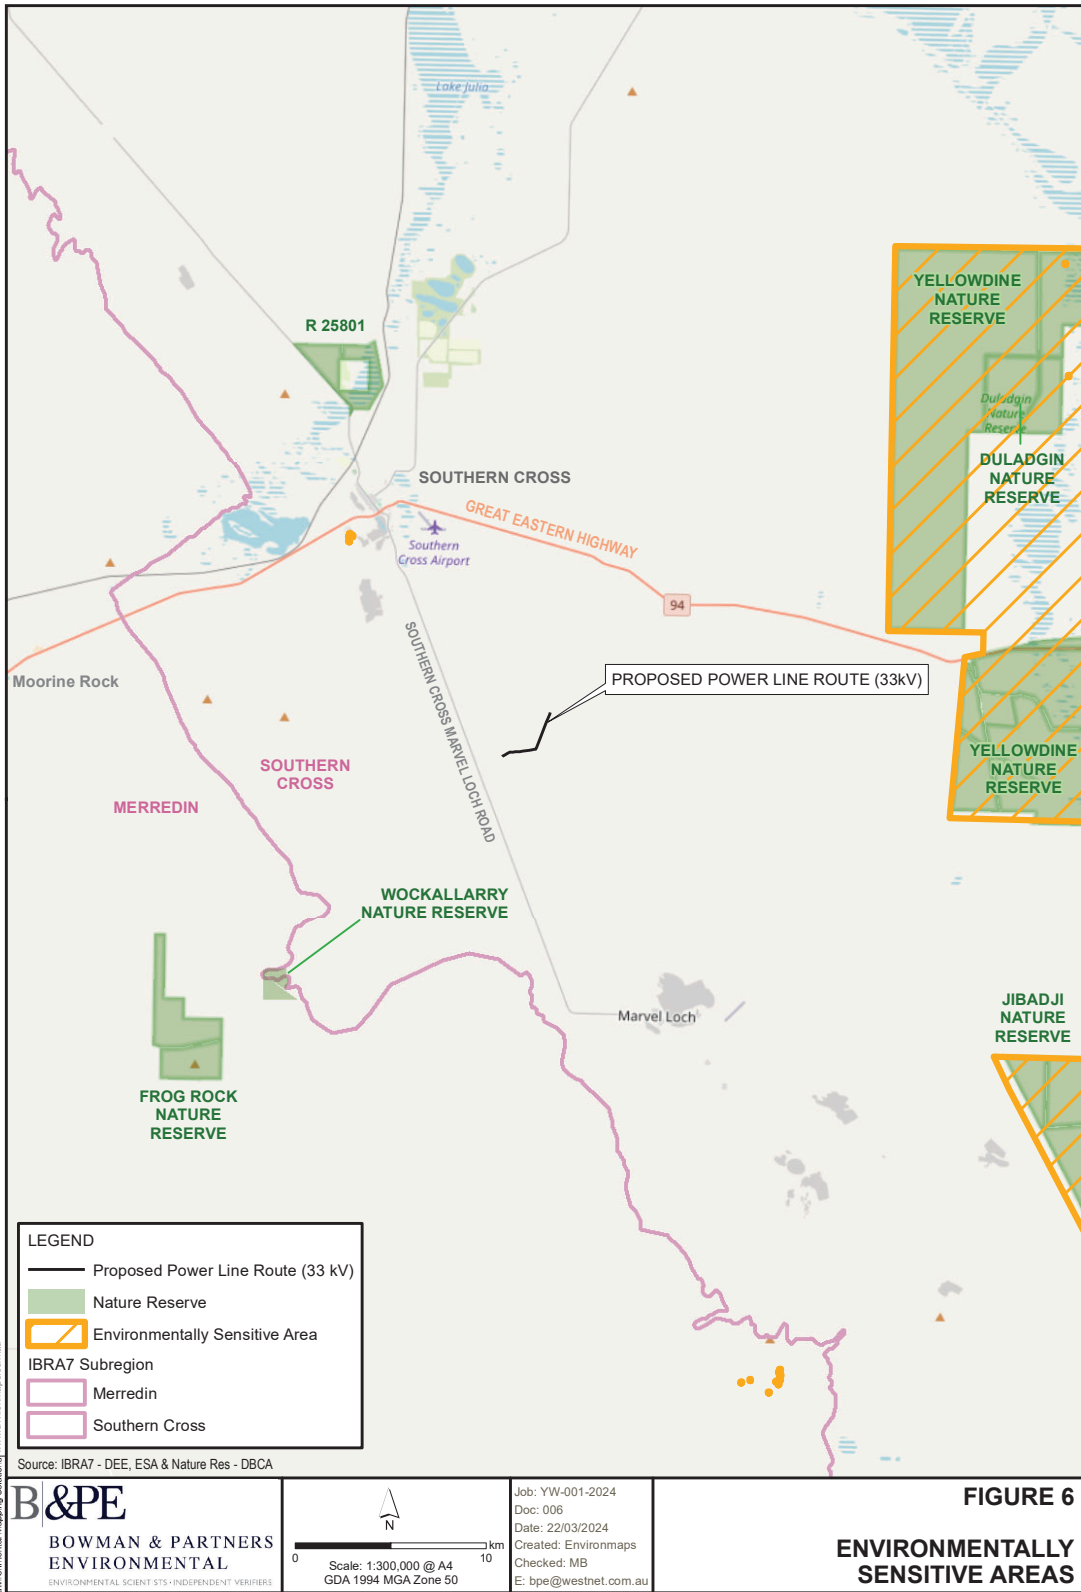 Lake Julia
R 25801
YELLOWDINE
NATURE
RESERVE
Duladgin
Nature
Reserve
DULADGIN
NATURE
RESERVE
SOUTHERN CROSS
GREAT EASTERN HIGHWAY
Southern
Cross Airport
94
SOUTHERN CROSS MARVEL LOCH ROAD
Moorine Rock
PROPOSED POWER LINE ROUTE (33kV)
YELLOWDINE
NATURE
RESERVE
SOUTHERN
CROSS
MERREDIN
WOCKALLARRY
NATURE RESERVE
Marvel Loch
JIBADJI
NATURE
RESERVE
FROG ROCK
NATURE
RESERVE
LEGEND
Proposed Power Line Route (33 kV)
Nature Reserve
Environmentally Sensitive Area
IBRA7 Subregion
Merredin
Southern Cross
Source: IBRA7 - DEE, ESA & Nature Res - DBCA
B&PE
BOWMAN & PARTNERS
ENVIRONMENTAL
ENVIRONMENTAL SCIENTISTS • INDEPENDENT VERIFIERS
N
0 10 km
Scale: 1:300,000 @ A4
GDA 1994 MGA Zone 50
Job: YW-001-2024
Doc: 006
Date: 22/03/2024
Created: Environmaps
Checked: MB
E: bpe@westnet.com.au
FIGURE 6
ENVIRONMENTALLY
SENSITIVE AREAS